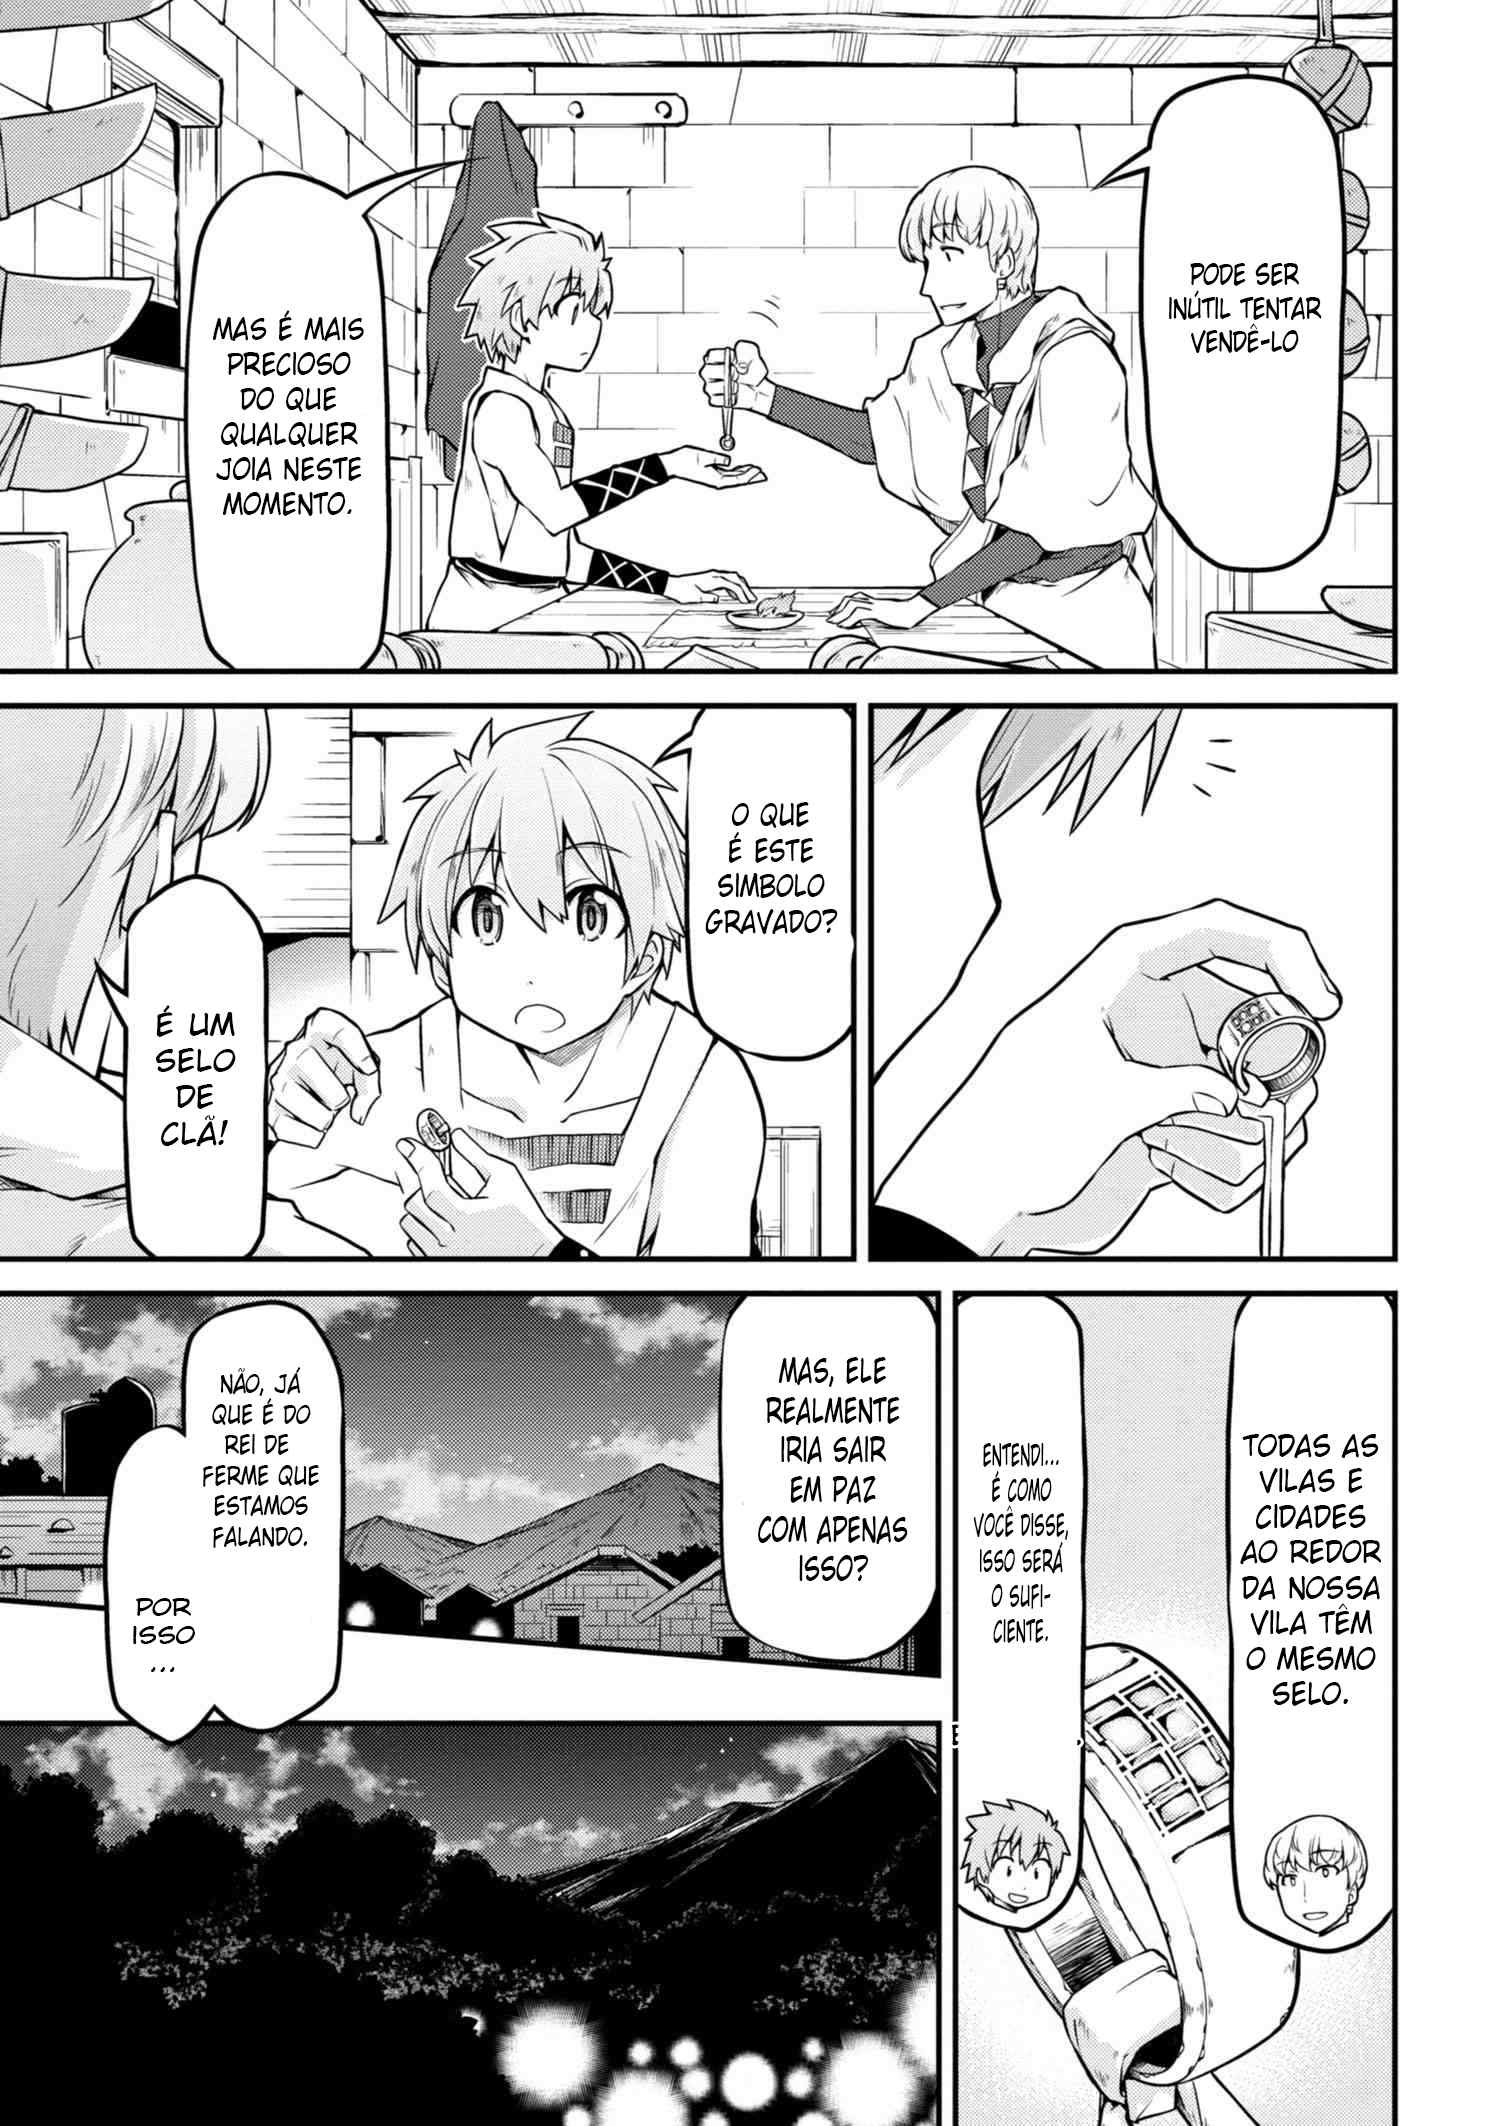 PODE SER
INÚTIL TENTAR
VENDÊ-LO
MAS É MAIS
PRECIOSO
DO QUE
QUALQUER
JOIA NESTE
MOMENTO.
O QUE
É ESTE
SIMBOLO
GRAVADO?
É UM
SELO
DE
CLÃ!
TODAS AS
VILAS E
CIDADES
AO REDOR
DA NOSSA
VILA TÊM
O MESMO
SELO.
ENTENDI...
É COMO
VOCÊ DISSE,
ISSO SERÁ
O SUFI-
CIENTE.
MAS, ELE
REALMENTE
IRIA SAIR
EM PAZ
COM APENAS
ISSO?
NÃO, JÁ
QUE É DO
REI DE
FERME QUE
ESTAMOS
FALANDO.
POR
ISSO
...